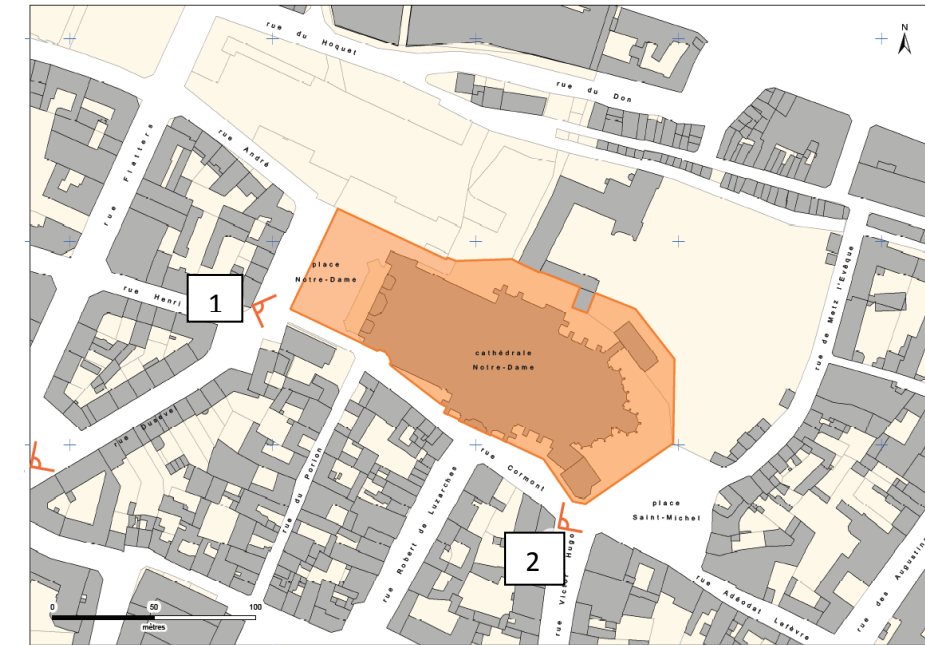 N
rue du Hoquet
rue du Don
rue Flatters
rue André
place
Notre-Dame
rue Henri
1
rue de Metz l'Evêque
cathédrale
Notre-Dame
rue Dusevel
rue du Porion
rue Robert de Luzarches
rue Cormont
place
Saint-Michel
2
rue Victor Hugo
rue Adéodat Lefèvre
rue des Augustins
0 50 100
mètres